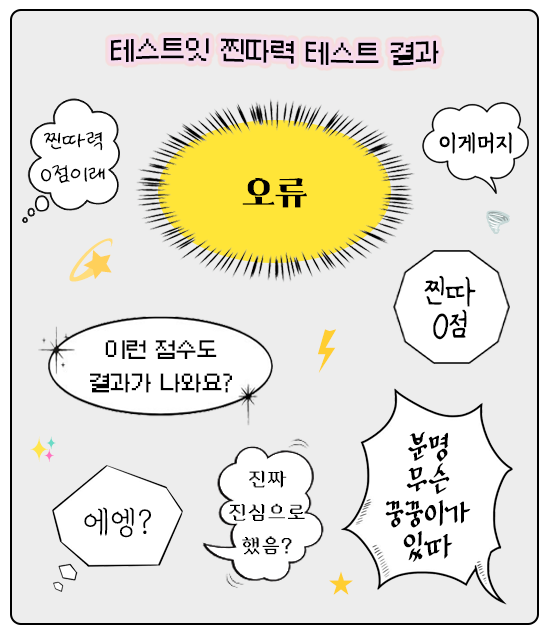 테스트잇 찐따력 테스트 결과
찐따력
0점이래
오류
이게머지
찐따
0점
이런 점수도
결과가 나와요?
에엥?
진짜
진심으로
했음?
분명
무슨
꿍꿍이가
있따